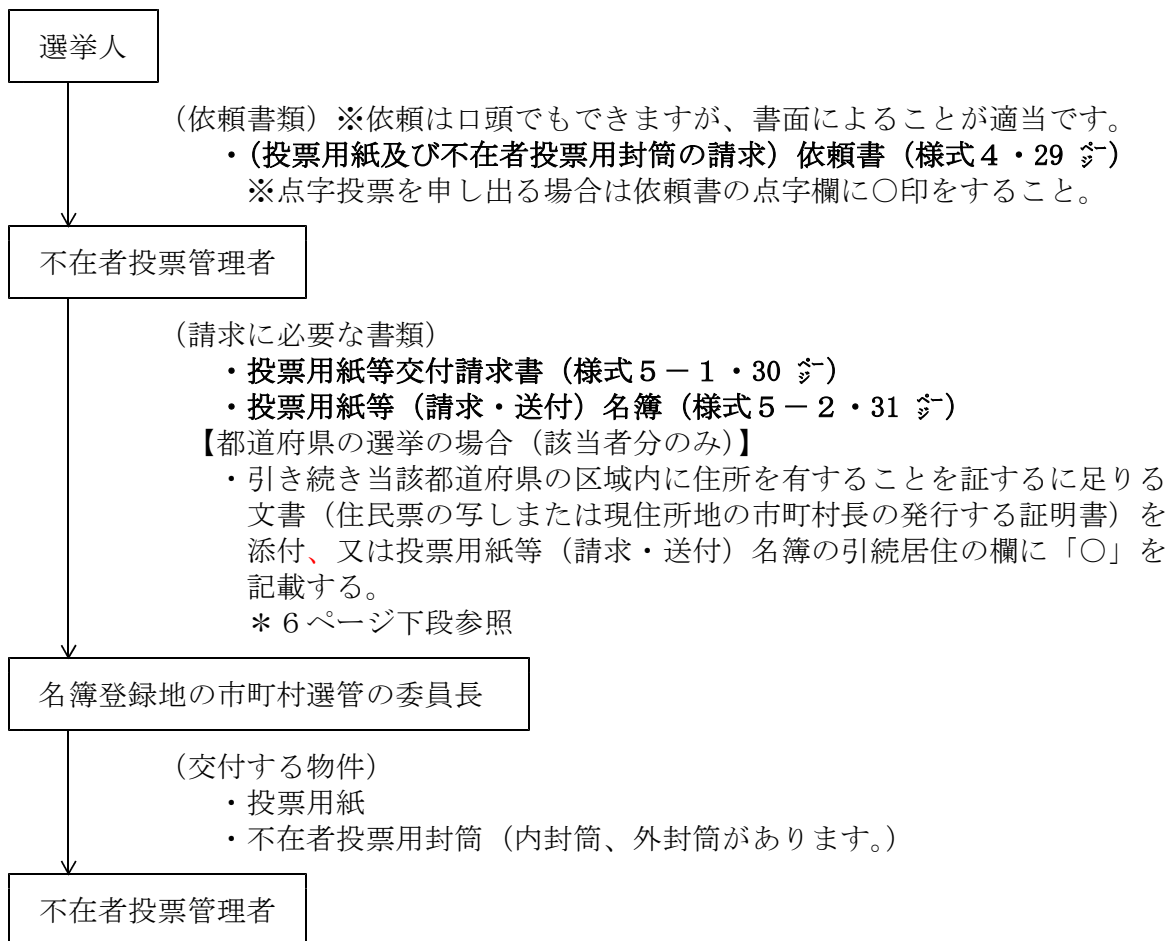 選挙人
(依頼書類)※依頼は口頭でもできますが、書面によることが適当です。
・(投票用紙及び不在者投票用封筒の請求)依頼書(様式4・29 ㌻)
※点字投票を申し出る場合は依頼書の点字欄に○印をすること。
不在者投票管理者
(請求に必要な書類)
・投票用紙等交付請求書(様式5-1・30 ㌻)
・投票用紙等(請求・送付)名簿(様式5-2・31 ㌻)
【都道府県の選挙の場合(該当者分のみ)】
・引き続き当該都道府県の区域内に住所を有することを証するに足りる
文書(住民票の写しまたは現住所地の市町村長の発行する証明書)を
添付、又は投票用紙等(請求・送付)名簿の引続居住の欄に「○」を
記載する。
*6ページ下段参照
名簿登録地の市町村選管の委員長
(交付する物件)
・投票用紙
・不在者投票用封筒(内封筒、外封筒があります。)
不在者投票管理者